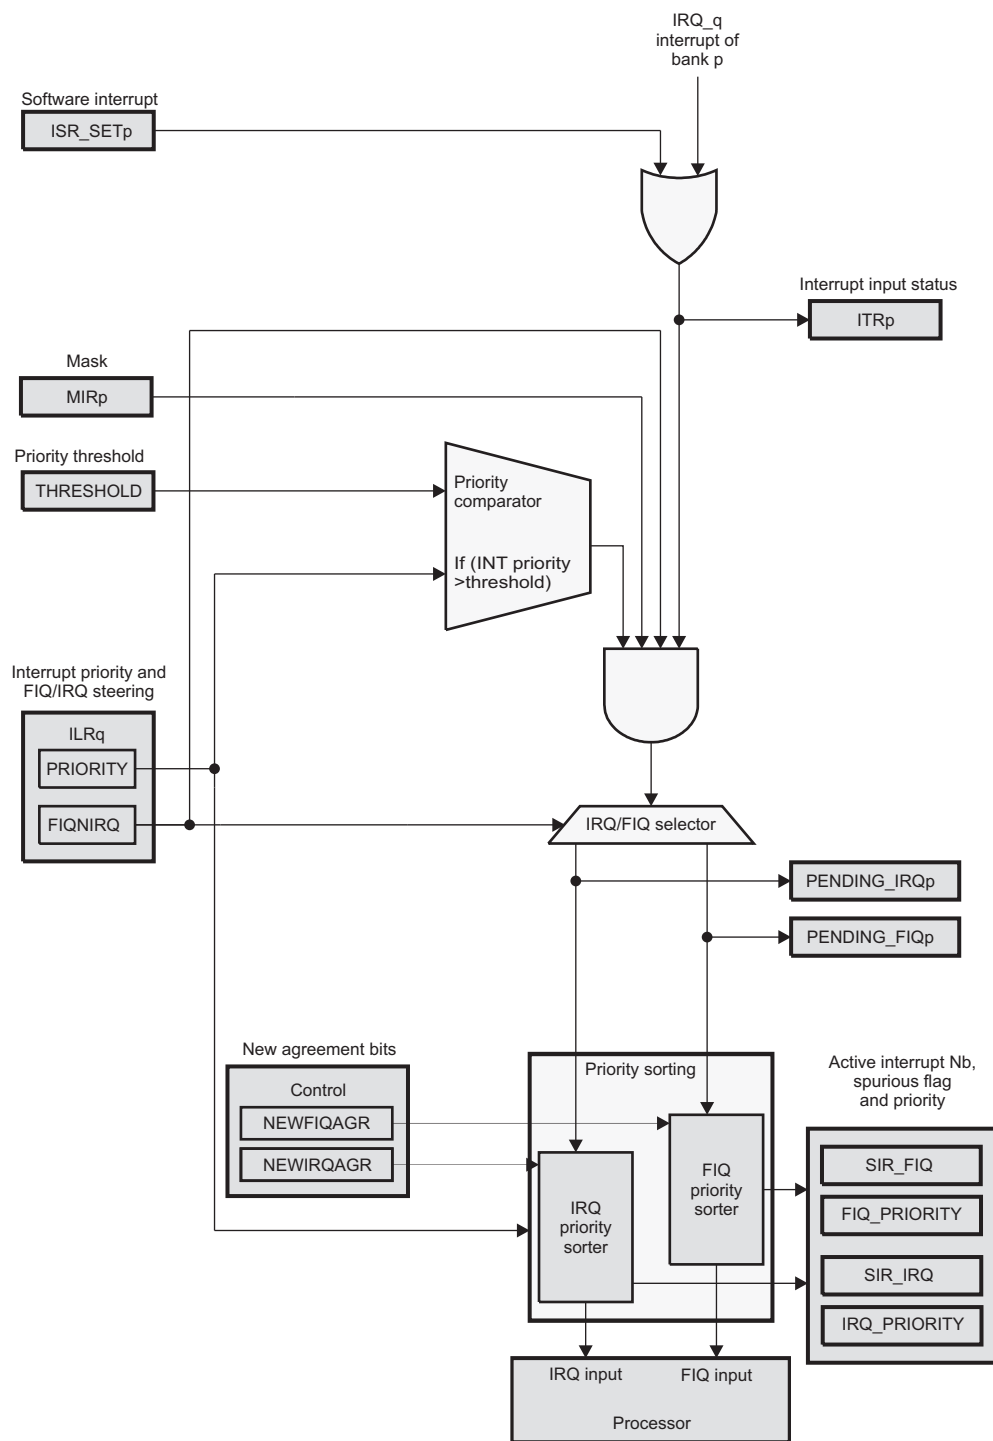 IRQ_q
interrupt of
bank p
Software interrupt
ISR_SETp
Interrupt input status
ITRp
Mask
MIRp
Priority threshold
THRESHOLD
Priority
comparator
If (INT priority
>threshold)
Interrupt priority and
FIQ/IRQ steering
ILRq
PRIORITY
FIQNIRQ
IRQ/FIQ selector
PENDING_IRQp
PENDING_FIQp
New agreement bits
Control
NEWFIQAGR
NEWIRQAGR
Priority sorting
FIQ
priority
sorter
IRQ
priority
sorter
Active interrupt Nb,
spurious flag
and priority
SIR_FIQ
FIQ_PRIORITY
SIR_IRQ
IRQ_PRIORITY
IRQ input
FIQ input
Processor